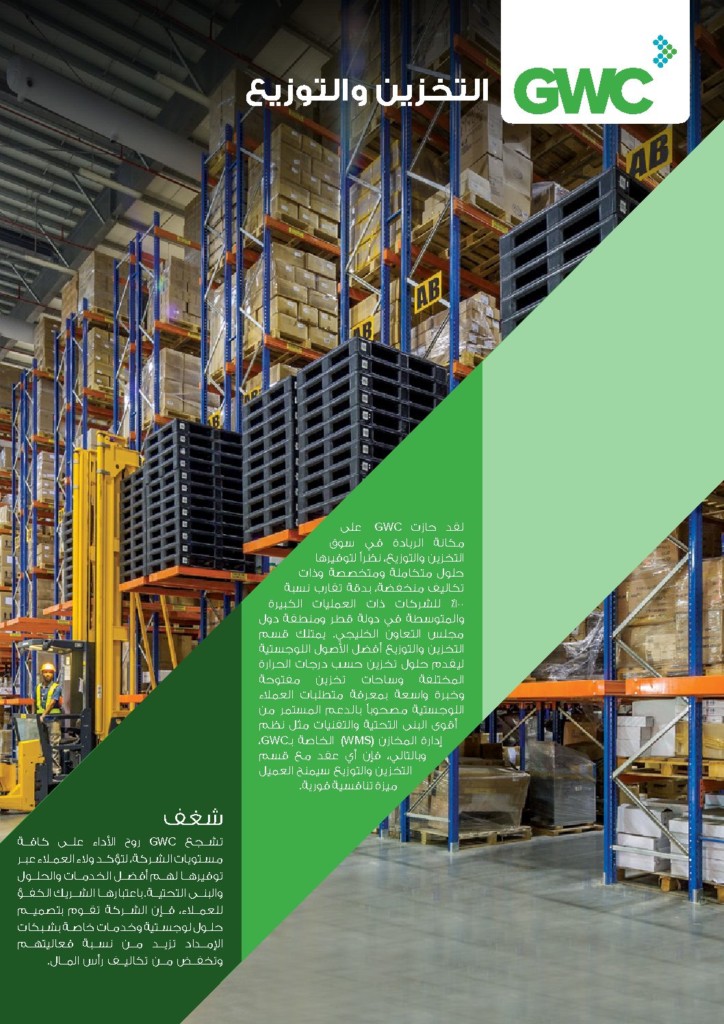 GWC
التخزين والتوزيع
AB
AB
AB
AB
AB
لقد حازت GWC على
مكانة الريادة في سوق
التخزين والتوزيع، نظراً لتوفيرها
حلول متكاملة ومتخصصة وذات
تكاليف منخفضة، بدقة تقارب نسبة
١٠٠٪ للشركات ذات العمليات الكبيرة
والمتوسطة في دولة قطر ومنطقة دول
مجلس التعاون الخليجي. يمتلك قسم
التخزين والتوزيع أفضل الأصول اللوجستية
ليقدم حلول تخزين حسب درجات الحرارة
المختلفة وساحات تخزين مفتوحة
وخبرة واسعة بمعرفة متطلبات العملاء
اللوجستية مصحوباً بالدعم المستمر من
أقوى البنى التحتية والتقنيات مثل نظم
إدارة المخازن (WMS) الخاصة بـGWC،
وبالتالي، فإن أي عقد مع قسم
التخزين والتوزيع سيمنح العميل
ميزة تنافسية فورية.
شغف
تشجع GWC روح الأداء على كافة
مستويات الشركة، لتؤكد ولاء العملاء عبر
توفيرها لهم أفضل الخدمات والحلول
والبنى التحتية. باعتبارها الشريك الكفؤ
للعملاء، فإن الشركة تقوم بتصميم
حلول لوجستية وخدمات خاصة بشبكات
الإمداد تزيد من نسبة فعاليتهم
وتخفض من تكاليف رأس المال.